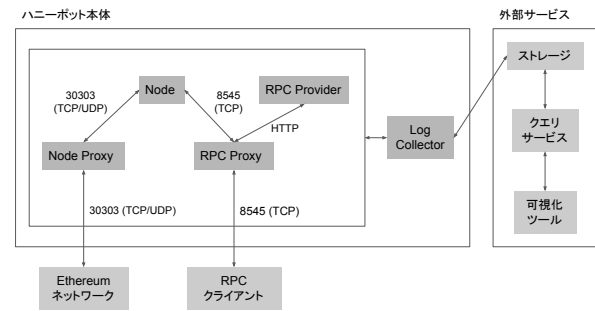 ハニーポット本体
外部サービス
ストレージ
30303
(TCP/UDP)
Node
8545
(TCP)
RPC Provider
HTTP
Log
Collector
クエリ
サービス
Node Proxy
RPC Proxy
可視化
ツール
30303 (TCP/UDP)
8545 (TCP)
Ethereum
ネットワーク
RPC
クライアント